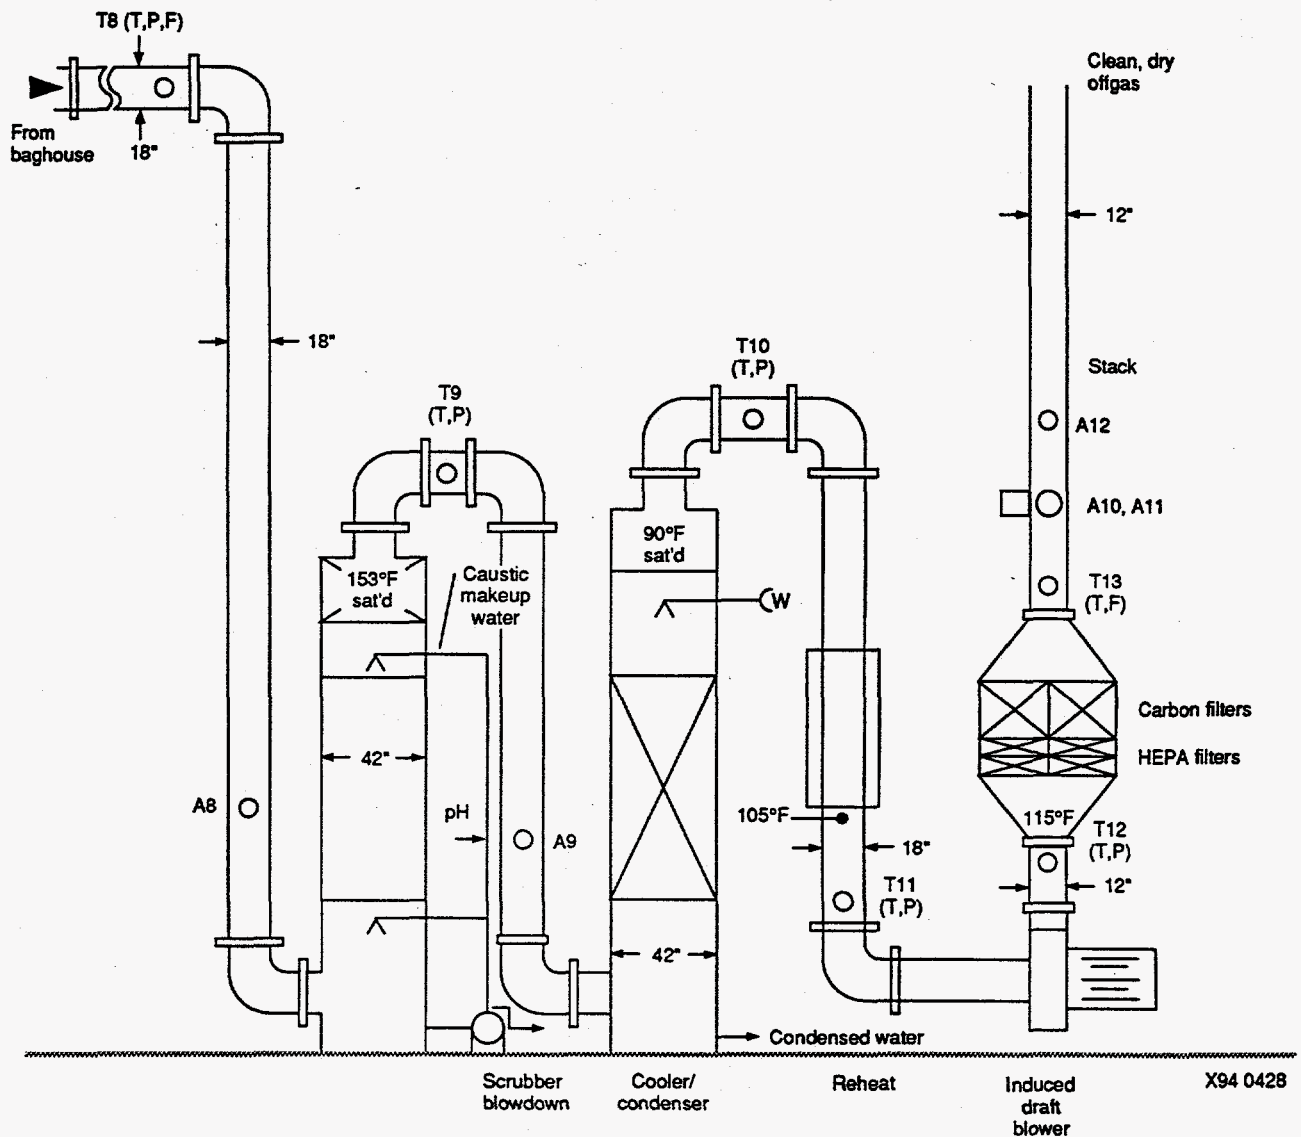 T8 (T,P,F)
From
baghouse
18"
18"
Clean, dry
offgas
12"
Stack
T10
(T,P)
T9
(T,P)
A12
A10, A11
T13
(T,F)
90°F
sat'd
153°F
sat'd
Caustic
makeup
water
CW
Carbon filters
HEPA filters
42"
A8
pH
A9
105°F
115°F
T12
(T,P)
18"
12"
T11
(T,P)
42"
Condensed water
Scrubber
blowdown
Cooler/
condenser
Reheat
Induced
draft
blower
X94 0428